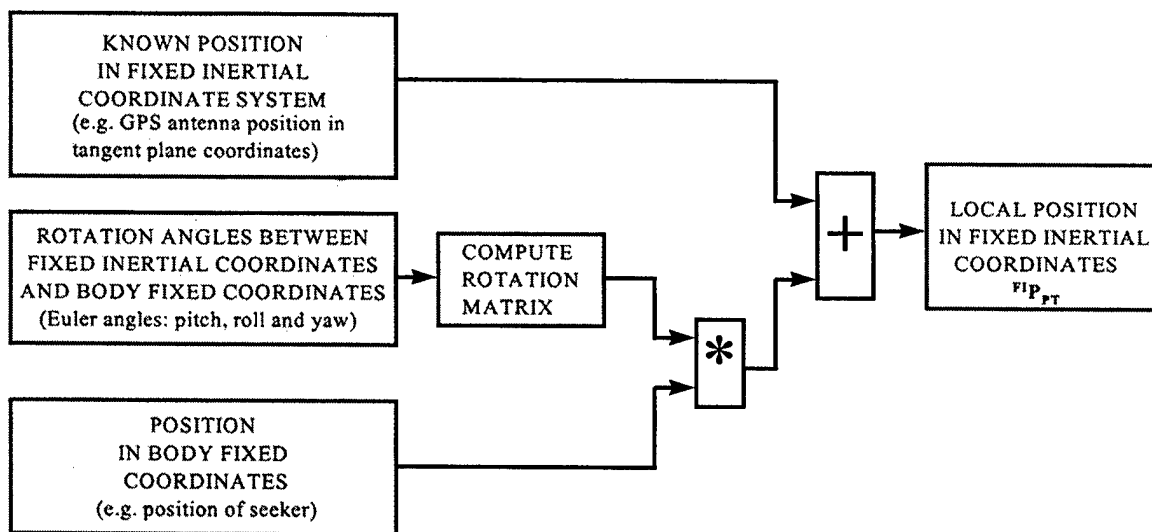 KNOWN POSITION
IN FIXED INERTIAL
COORDINATE SYSTEM
(e.g. GPS antenna position in
tangent plane coordinates)
ROTATION ANGLES BETWEEN
FIXED INERTIAL COORDINATES
AND BODY FIXED COORDINATES
(Euler angles: pitch, roll and yaw)
COMPUTE
ROTATION
MATRIX
POSITION
IN BODY FIXED
COORDINATES
(e.g. position of seeker)
*
+
LOCAL POSITION
IN FIXED INERTIAL
COORDINATES
FIP_PT